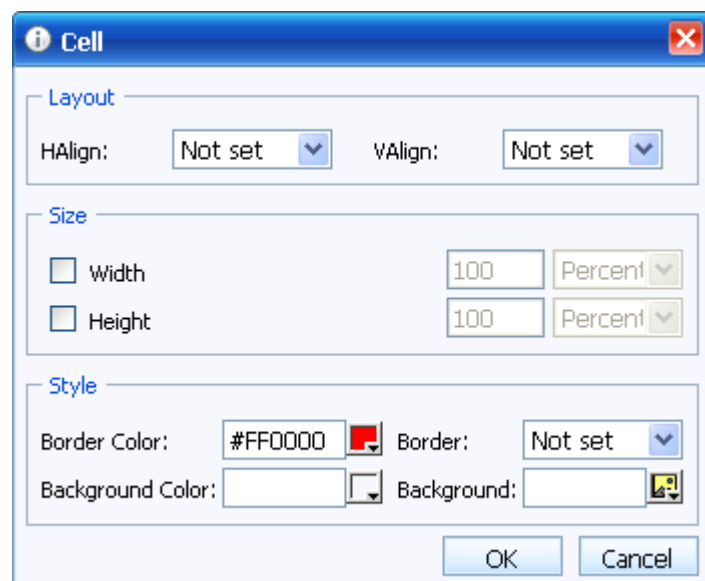 Cell
Layout
HAlign: Not set VAlign: Not set
Size
Width 100 Percent
Height 100 Percent
Style
Border Color: #FF0000 Border: Not set
Background Color: Background:
OK Cancel